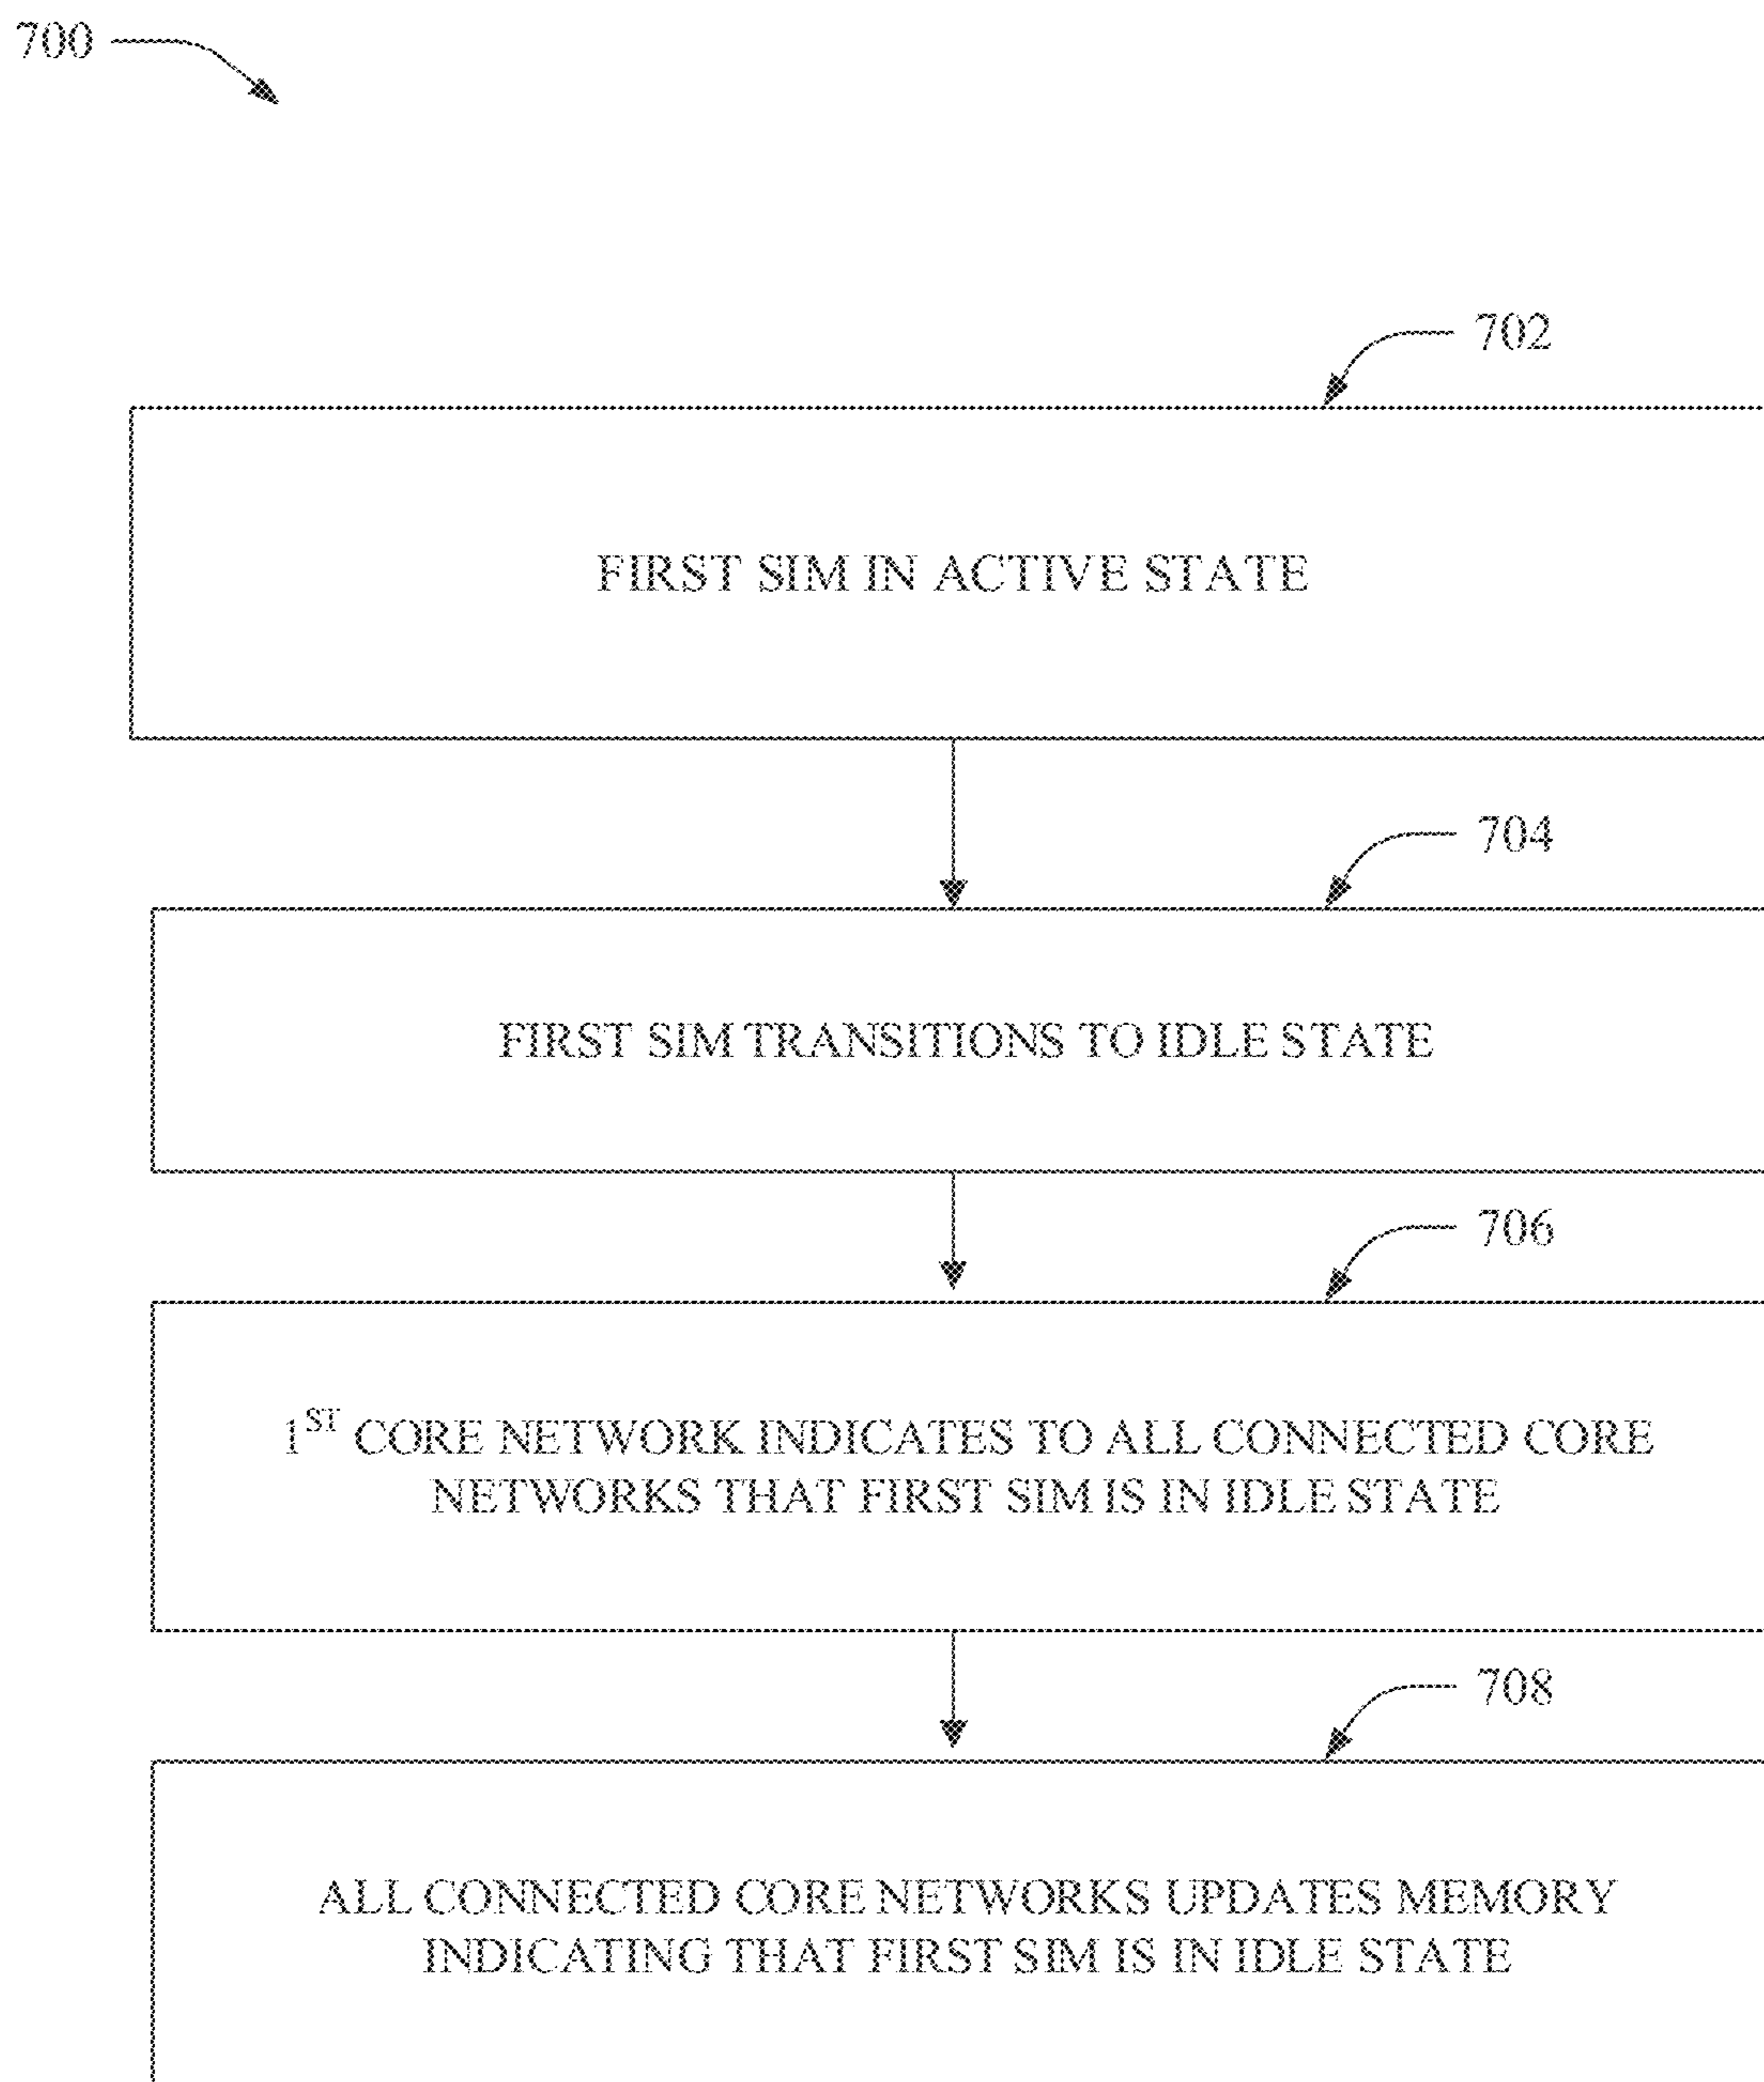 700
702
FIRST SIM IN ACTIVE STATE
704
FIRST SIM TRANSITIONS TO IDLE STATE
706
1ST CORE NETWORK INDICATES TO ALL CONNECTED CORE
NETWORKS THAT FIRST SIM IS IN IDLE STATE
708
ALL CONNECTED CORE NETWORKS UPDATES MEMORY
INDICATING THAT FIRST SIM IS IN IDLE STATE